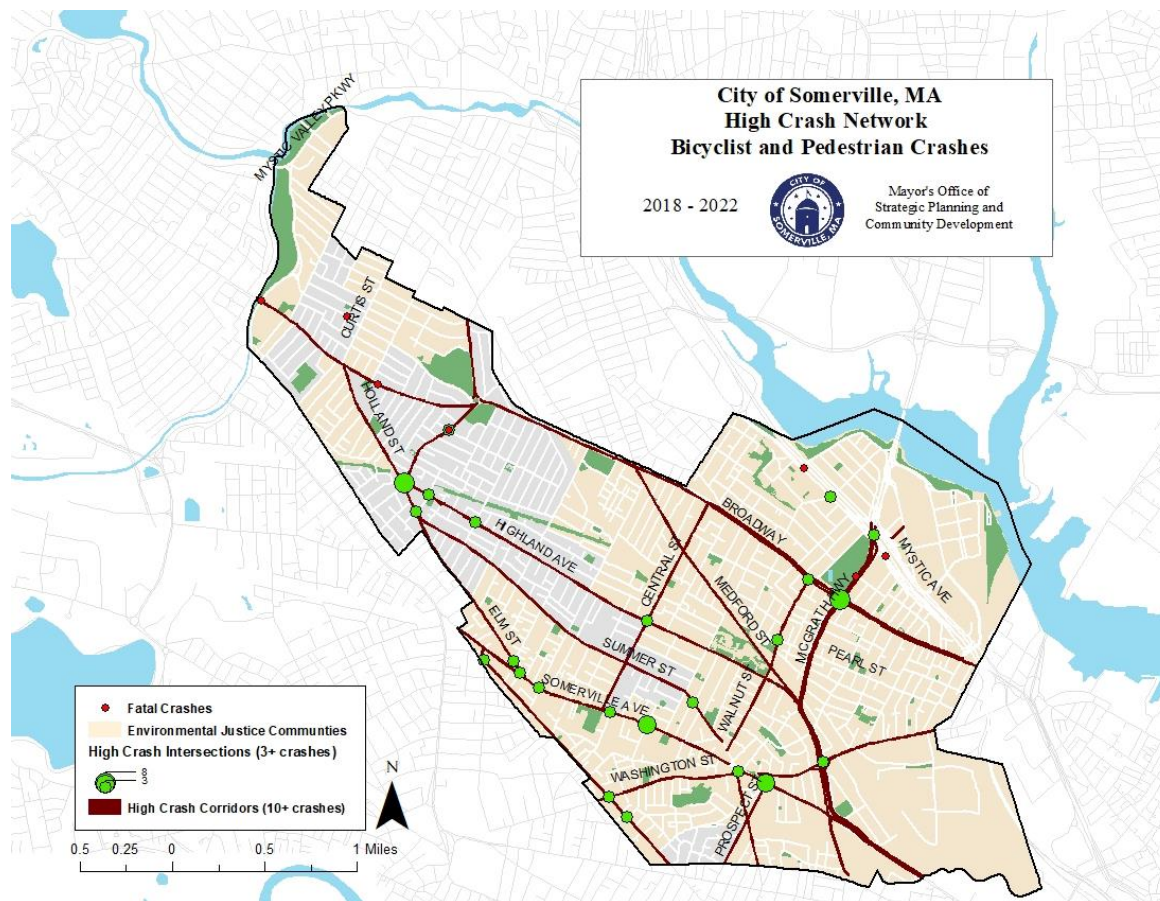 City of Somerville, MA
High Crash Network
Bicyclist and Pedestrian Crashes
2018 - 2022
CITY OF
SOMERVILLE, MA
Mayor's Office of
Strategic Planning and
Community Development
MYSTIC VALLEY PKWY
CURTIS ST
HOLLAND ST
HIGHLAND AVE
BROADWAY
CENTRAL ST
MYSTIC AVE
MEDFORD ST
MCGRATH HWY
ELM ST
PEARL ST
SUMMER ST
SOMERVILLE AVE
WALNUT S
WASHINGTON ST
PROSPECT ST
Fatal Crashes
Environmental Justice Communties
High Crash Intersections (3+ crashes)
8
3
High Crash Corridors (10+ crashes)
N
0.5 0.25 0 0.5 1 Miles